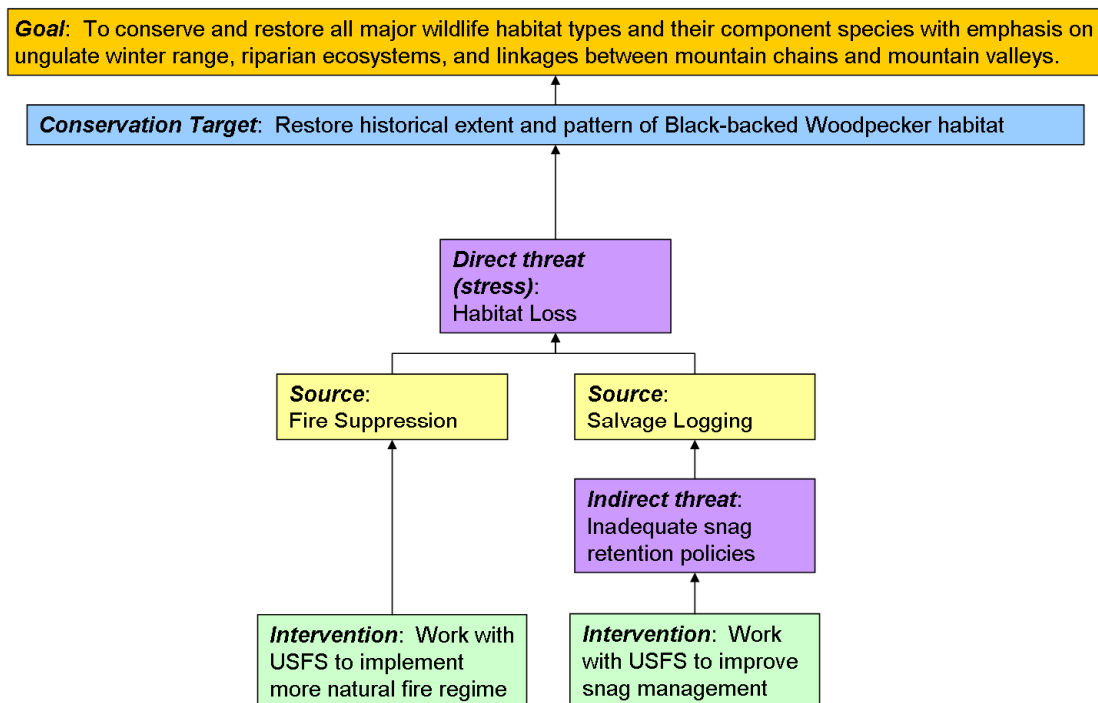 Goal: To conserve and restore all major wildlife habitat types and their component species with emphasis on
ungulate winter range, riparian ecosystems, and linkages between mountain chains and mountain valleys.
Conservation Target: Restore historical extent and pattern of Black-backed Woodpecker habitat
Direct threat
(stress):
Habitat Loss
Source:
Fire Suppression
Source:
Salvage Logging
Indirect threat:
Inadequate snag
retention policies
Intervention: Work with
USFS to implement
more natural fire regime
Intervention: Work
with USFS to improve
snag management